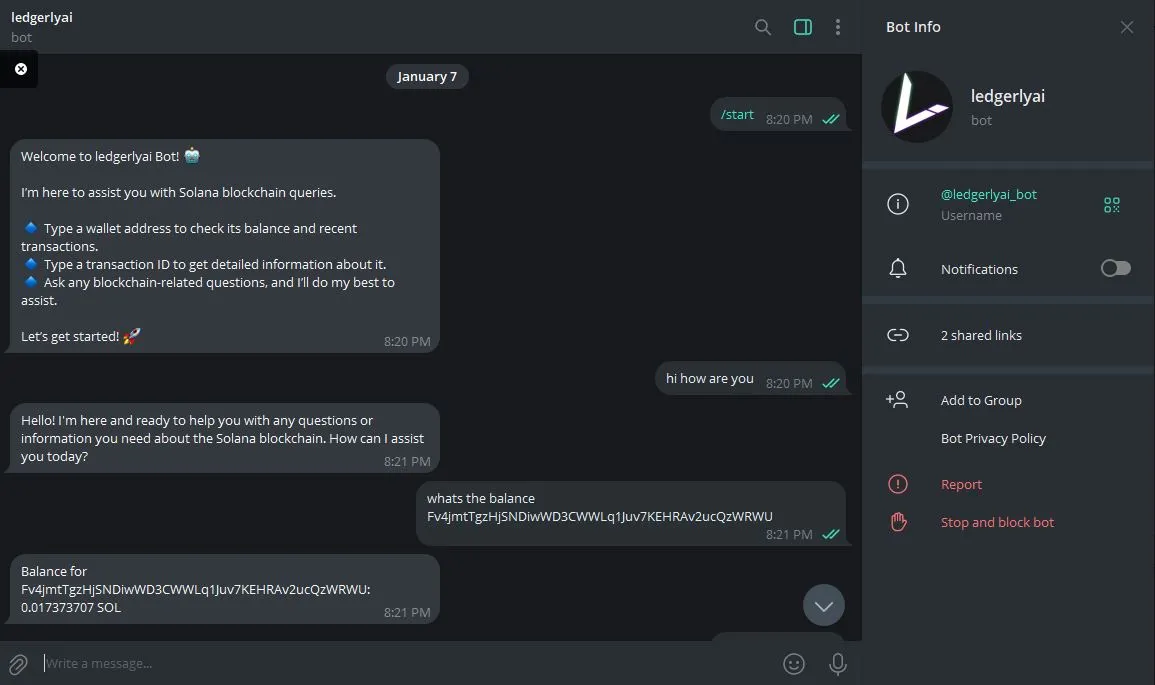 ledgerlyai
bot
January 7
/start 8:20 PM
Welcome to ledgerlyai Bot!
I'm here to assist you with Solana blockchain queries.
Type a wallet address to check its balance and recent
transactions.
Type a transaction ID to get detailed information about it.
Ask any blockchain-related questions, and I'll do my best to
assist.
Let's get started!
8:20 PM
hi how are you 8:20 PM
Hello! I'm here and ready to help you with any questions or
information you need about the Solana blockchain. How can I assist
you today?
8:21 PM
whats the balance
Fv4jmtTgzHjSNDiwWD3CWWLq1Juv7KEHRAv2ucQzWRWU
8:21 PM
Balance for
Fv4jmtTgzHjSNDiwWD3CWWLq1Juv7KEHRAv2ucQzWRWU:
0.017373707 SOL
8:21 PM
Write a message...
Bot Info
ledgerlyai
bot
@ledgerlyai_bot
Username
Notifications
2 shared links
Add to Group
Bot Privacy Policy
Report
Stop and block bot